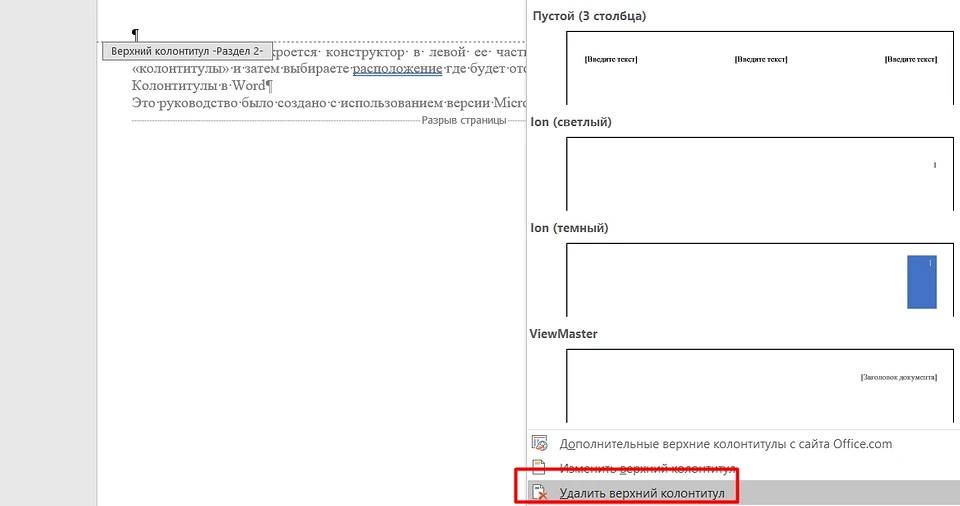 ¶
Верхний колонтитул -Раздел 2-
кроется· конструктор· в· левой· ее· част
«колонтитулы»·и·затем·выбираете·расположение·где·будет·ото
Колонтитулы·в·Word¶
Это·руководство·было·создано·с·использованием·версии·Micro
Разрыв страницы
Пустой (3 столбца)
[Введите текст] [Введите текст] [Введите текст]
Ion (светлый)
1
Ion (темный)
1
ViewMaster
[Заголовок документа]
Дополнительные верхние колонтитулы с сайта Office.com
Изменить верхний колонтитул
Удалить верхний колонтитул